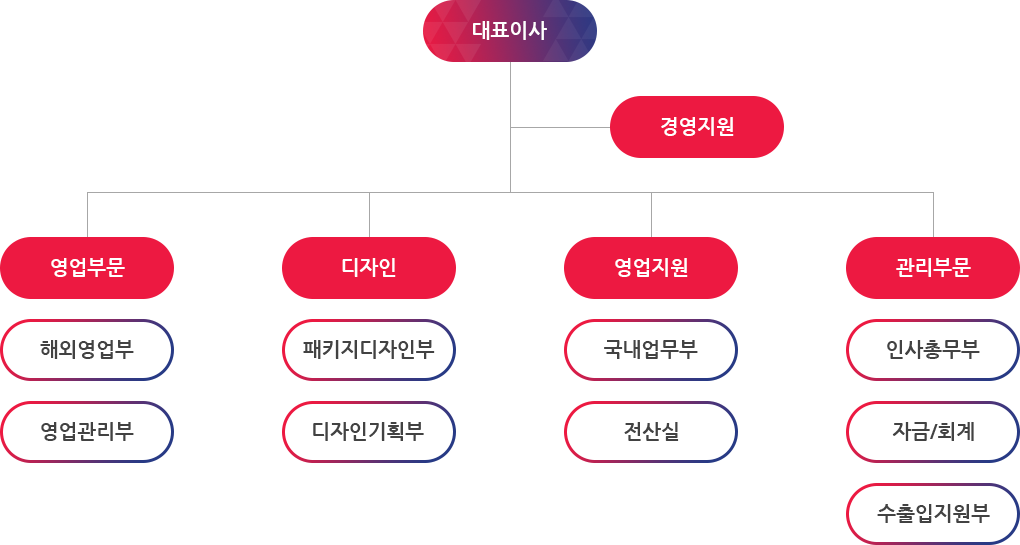 대표이사
경영지원
영업부문
디자인
영업지원
관리부문
해외영업부
패키지디자인부
국내업무부
인사총무부
영업관리부
디자인기획부
전산실
자금/회계
수출입지원부